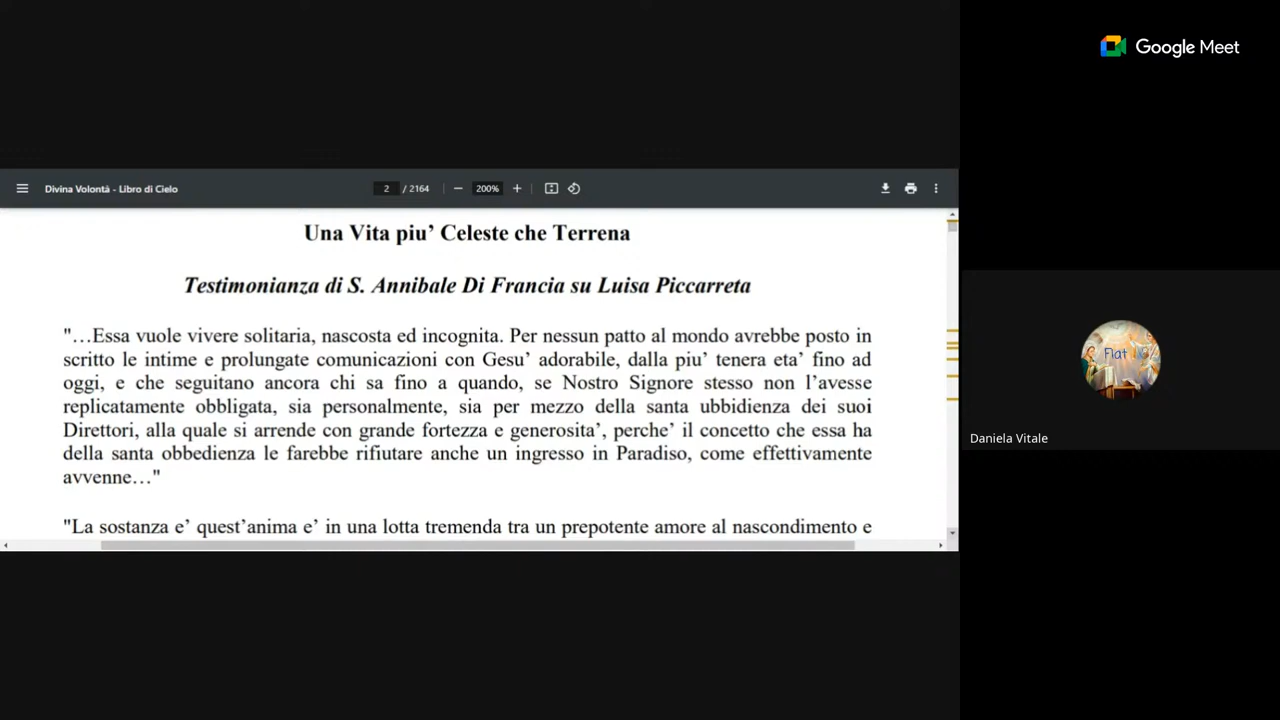 Google Meet
Divina Volontà - Libro di Cielo
2 / 2164
200%
Una Vita piu’ Celeste che Terrena
Testimonianza di S. Annibale Di Francia su Luisa Piccarreta
"…Essa vuole vivere solitaria, nascosta ed incognita. Per nessun patto al mondo avrebbe posto in
scritto le intime e prolungate comunicazioni con Gesu’ adorabile, dalla piu’ tenera eta’ fino ad
oggi, e che seguitano ancora chi sa fino a quando, se Nostro Signore stesso non l’avesse
replicatamente obbligata, sia personalmente, sia per mezzo della santa ubbidienza dei suoi
Direttori, alla quale si arrende con grande fortezza e generosita’, perche’ il concetto che essa ha
della santa obbedienza le farebbe rifiutare anche un ingresso in Paradiso, come effettivamente
avvenne…"
"La sostanza e’ quest’anima e’ in una lotta tremenda tra un prepotente amore al nascondimento e
Fiat
Daniela Vitale